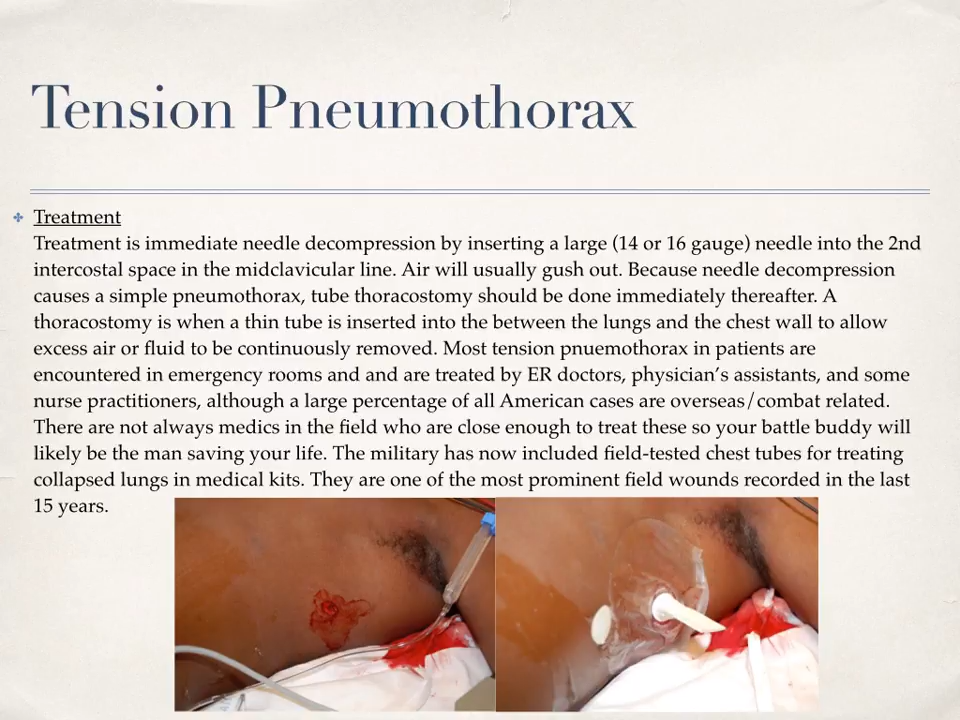 Tension Pneumothorax
Treatment
Treatment is immediate needle decompression by inserting a large (14 or 16 gauge) needle into the 2nd
intercostal space in the midclavicular line. Air will usually gush out. Because needle decompression
causes a simple pneumothorax, tube thoracostomy should be done immediately thereafter. A
thoracostomy is when a thin tube is inserted into the between the lungs and the chest wall to allow
excess air or fluid to be continuously removed. Most tension pnuemothorax in patients are
encountered in emergency rooms and and are treated by ER doctors, physician’s assistants, and some
nurse practitioners, although a large percentage of all American cases are overseas/combat related.
There are not always medics in the field who are close enough to treat these so your battle buddy will
likely be the man saving your life. The military has now included field-tested chest tubes for treating
collapsed lungs in medical kits. They are one of the most prominent field wounds recorded in the last
15 years.